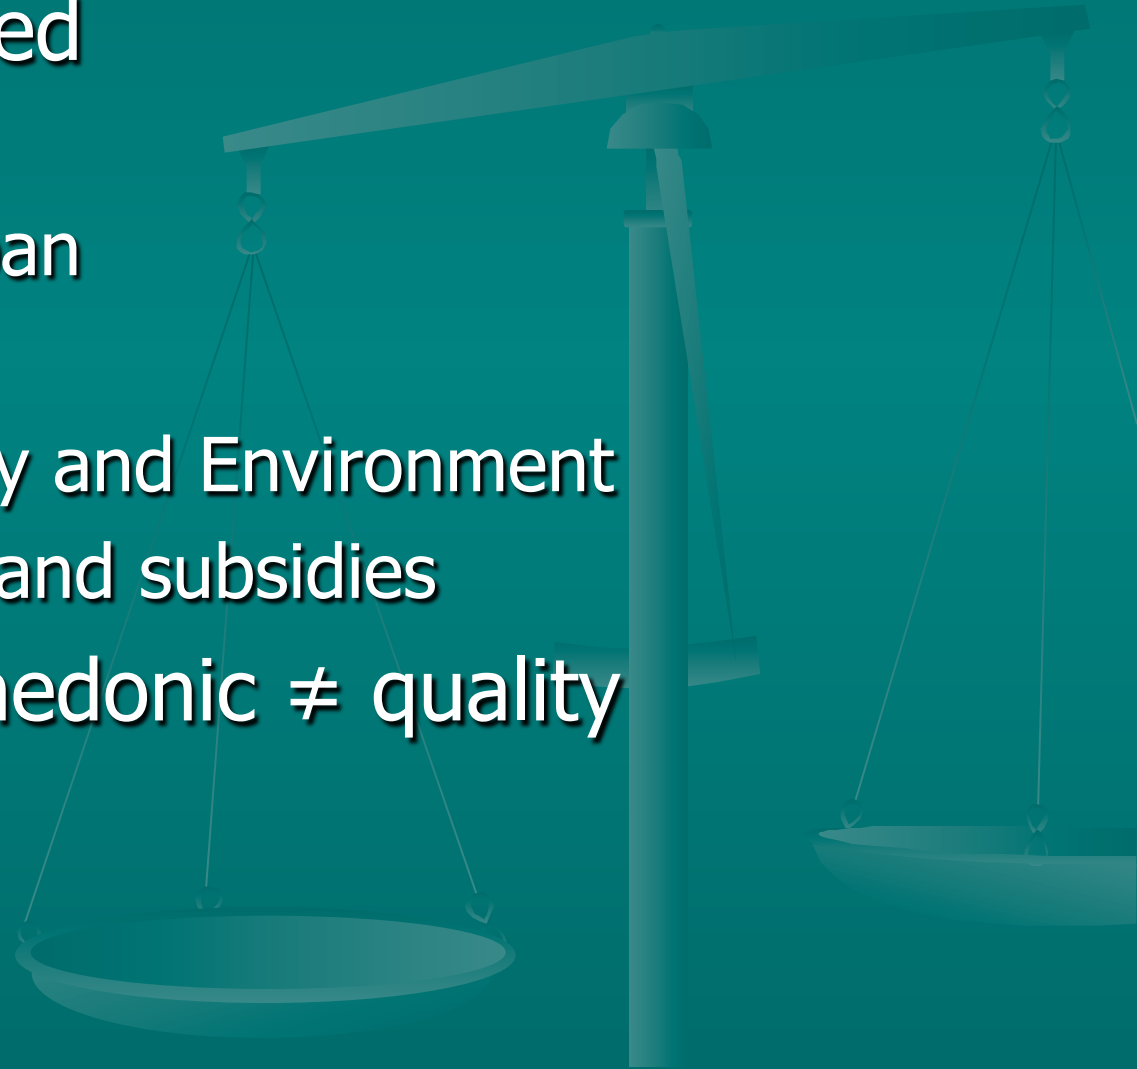 ed
an
y and Environment
and subsidies
hedonic ≠ quality